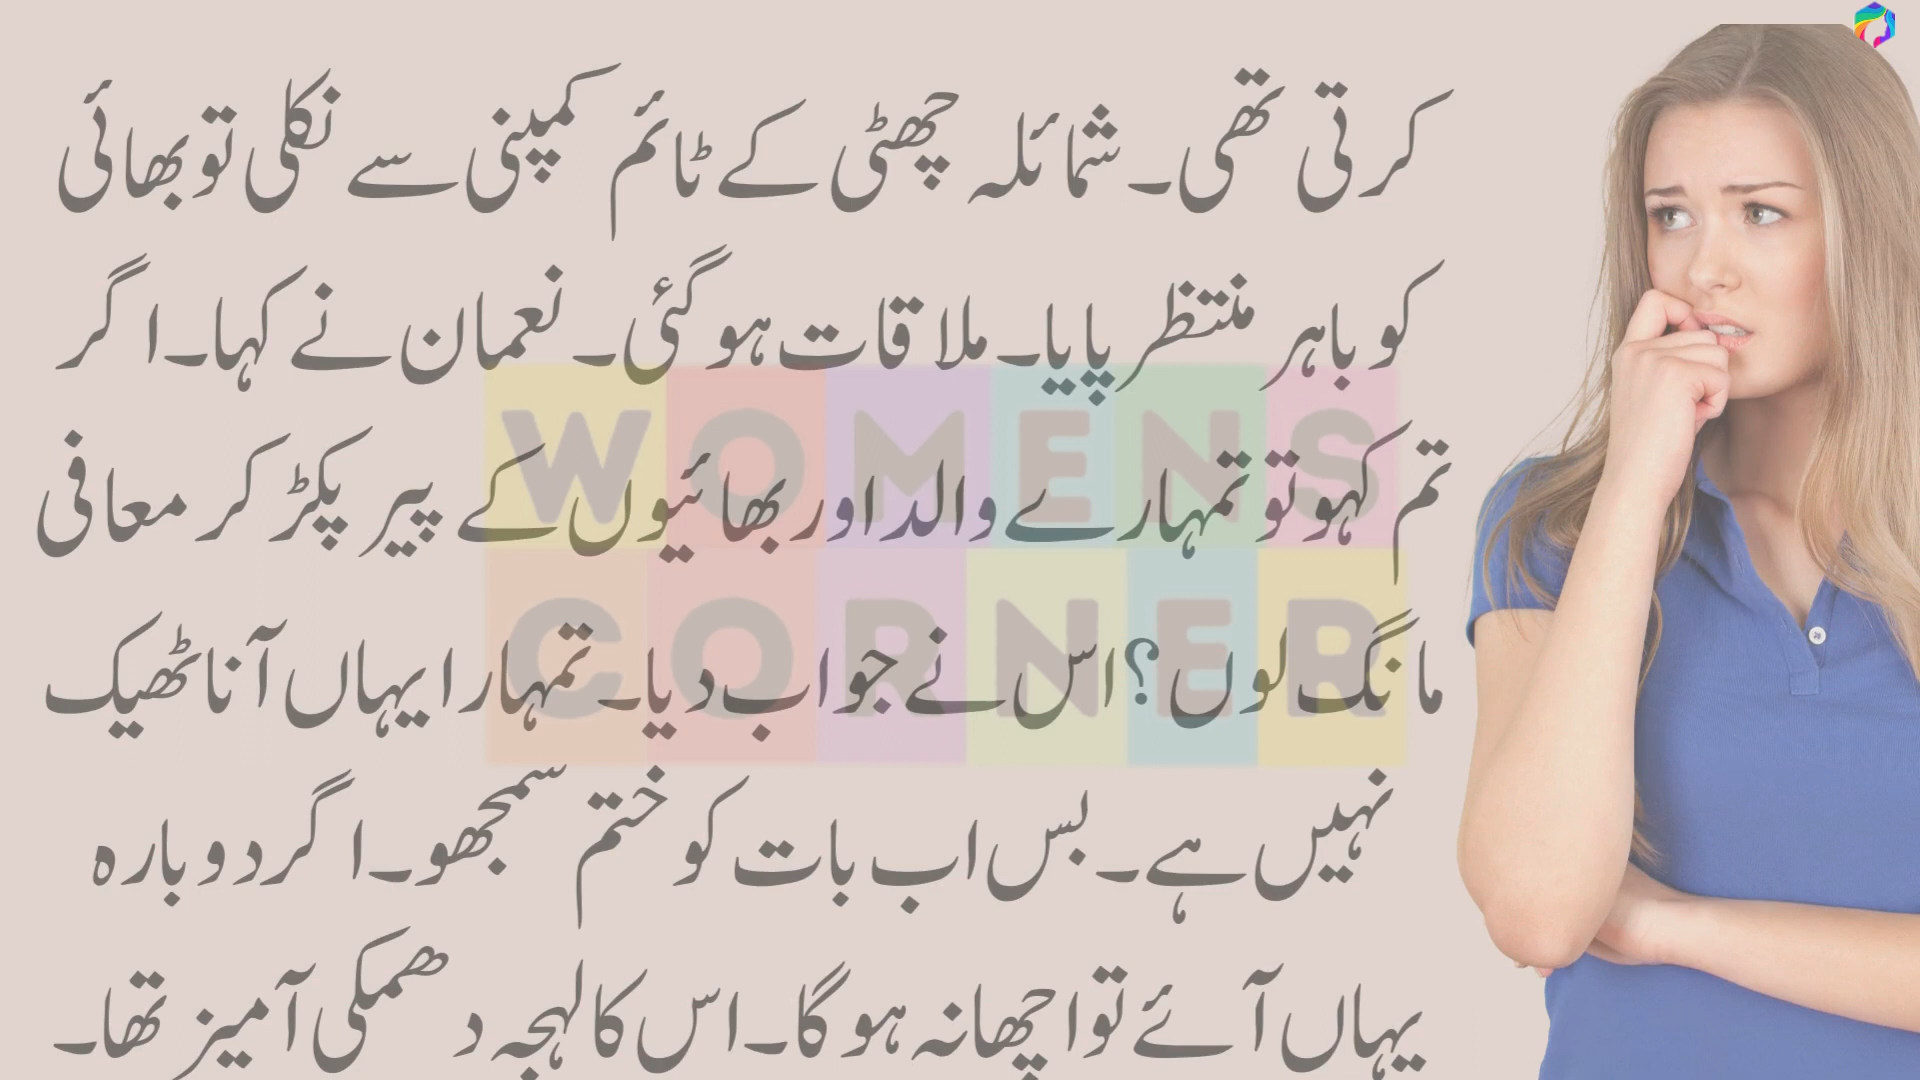 کرتی تھی۔ شمائلہ چھٹی کے ٹائم کمپنی سے نکلی تو بھائی
کو باہر منتظر پایا۔ ملاقات ہو گئی۔ نعمان نے کہا۔ اگر
تم کہو تو تمہارے والد اور بھائیوں کے پیر پکڑ کر معافی
مانگ لوں؟ اس نے جواب دیا۔ تمہارا یہاں آنا ٹھیک
نہیں ہے۔ بس اب بات کو ختم سمجھو۔ اگر دوبارہ
یہاں آئے تو اچھا نہ ہو گا۔ اس کا لہجہ دھمکی آمیز تھا۔
WOMENS
CORNER